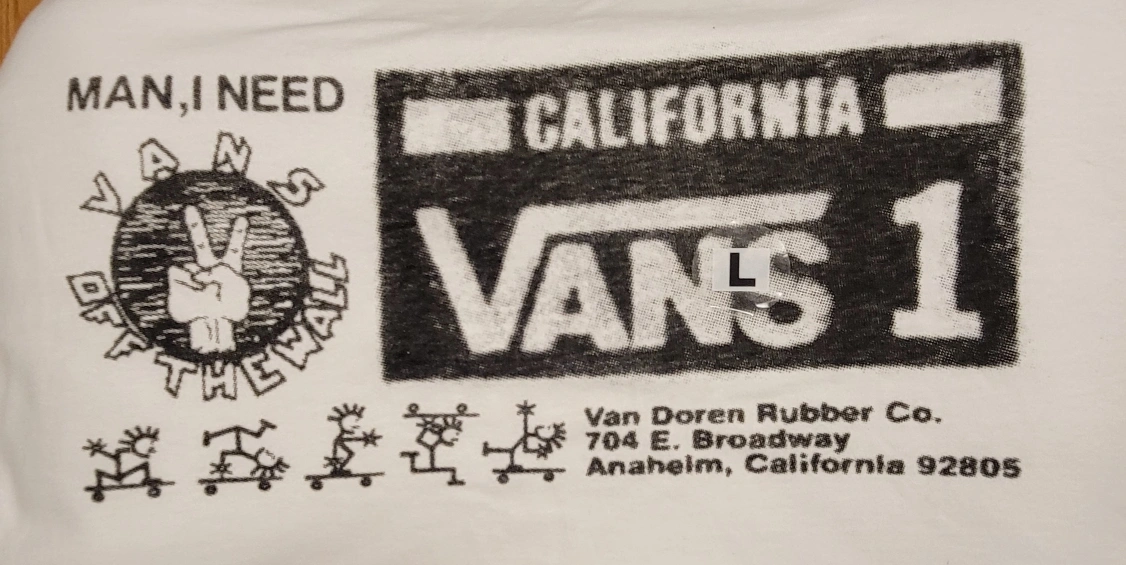 MAN, I NEED
VANS
OFF THE WALL
CALIFORNIA
VANS 1
L
Van Doren Rubber Co.
704 E. Broadway
Anaheim, California 92805